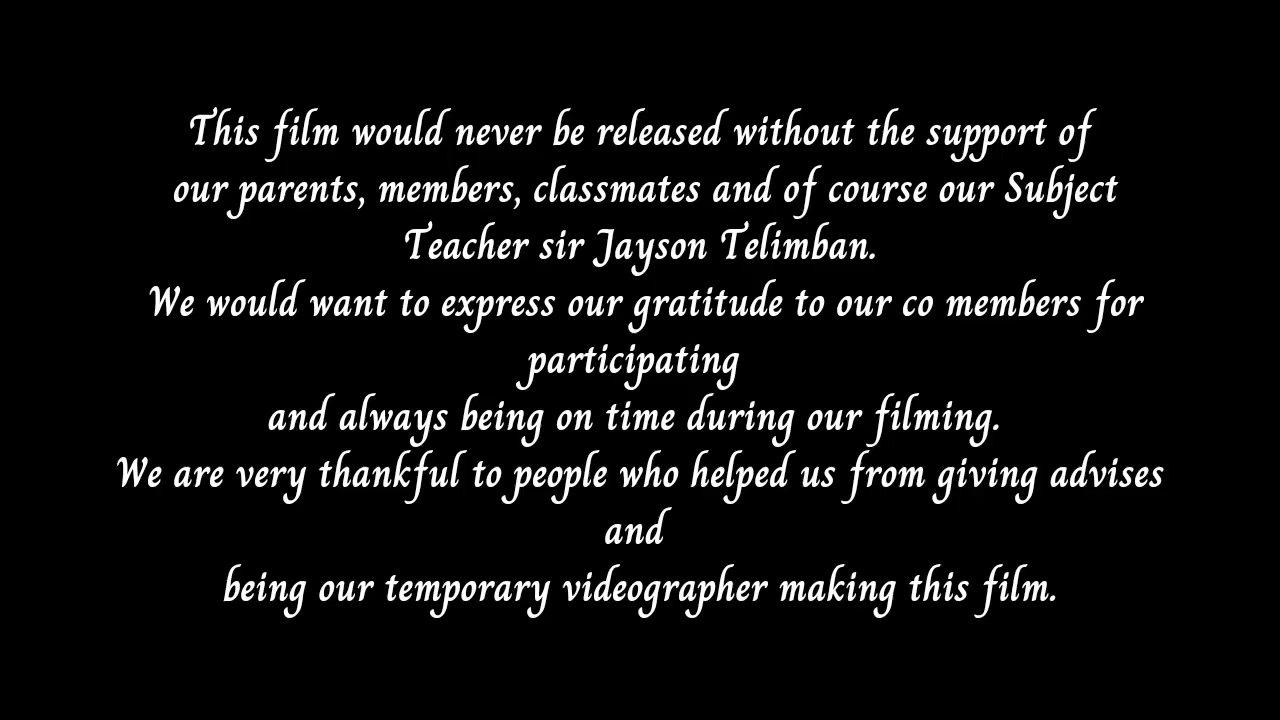 This film would never be released without the support of
our parents, members, classmates and of course our Subject
Teacher sir Jayson Telimban.
We would want to express our gratitude to our co members for
participating
and always being on time during our filming.
We are very thankful to people who helped us from giving advises
and
being our temporary videographer making this film.